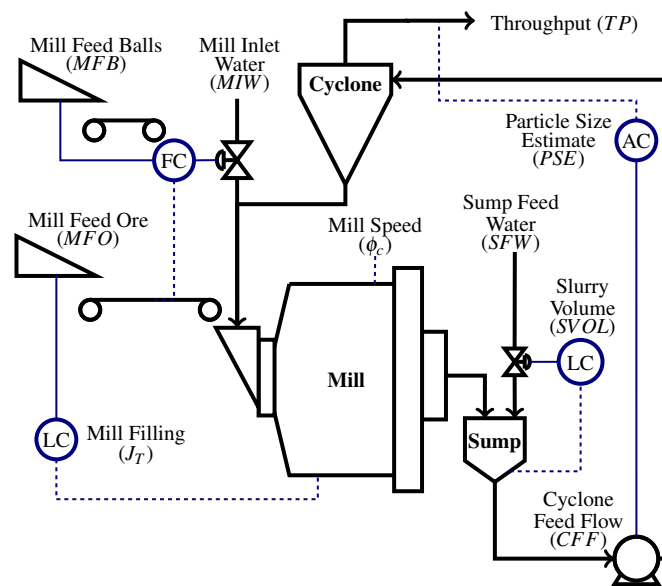 Mill Feed Balls
(MFB)
Mill Inlet
Water
(MIW)
Throughput (TP)
Cyclone
Particle Size
Estimate
(PSE)
AC
FC
Mill Feed Ore
(MFO)
Mill Speed
(ϕc)
Sump Feed
Water
(SFW)
Slurry
Volume
(SVOL)
LC
Mill
LC
Mill Filling
(JT)
Sump
Cyclone
Feed Flow
(CFF)